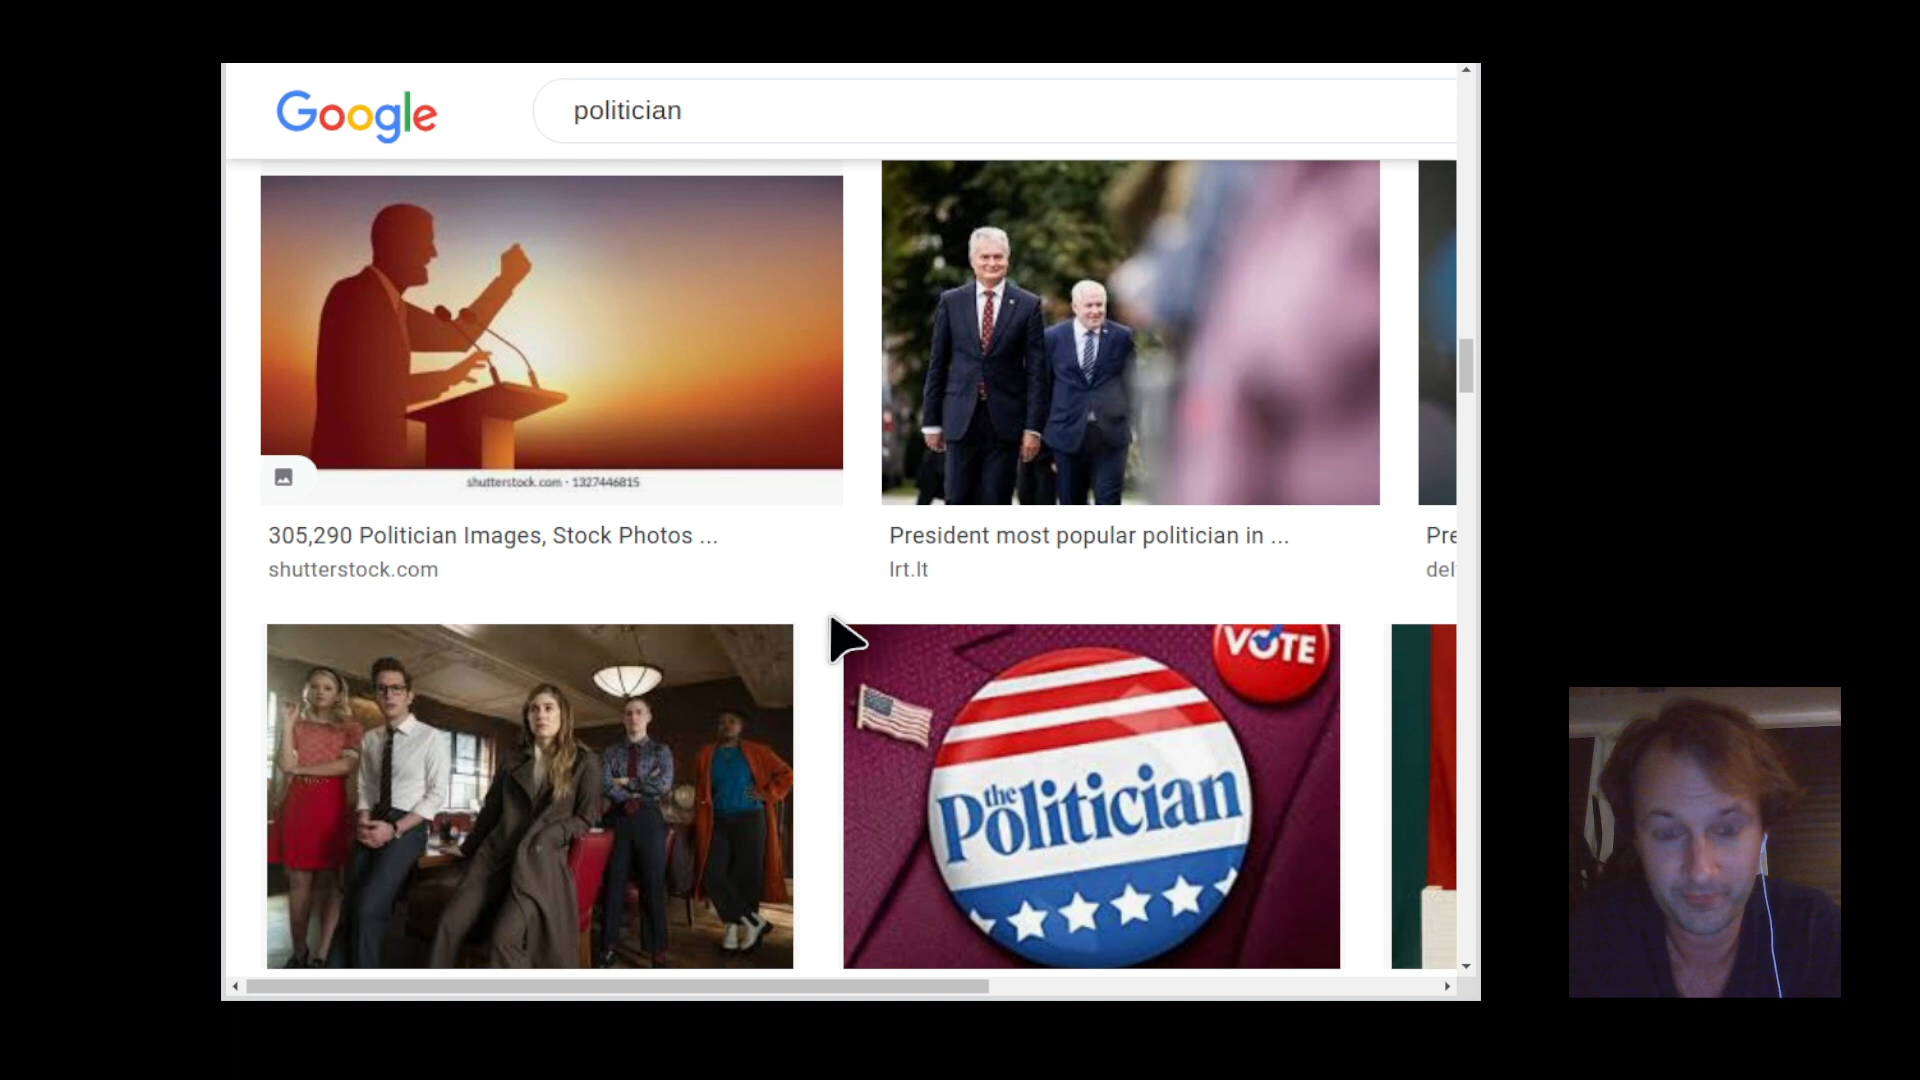 Google
politician
shutterstock.com · 1327446815
305,290 Politician Images, Stock Photos ...
shutterstock.com
President most popular politician in ...
lrt.lt
Pre
del
VOTE
the
Politician